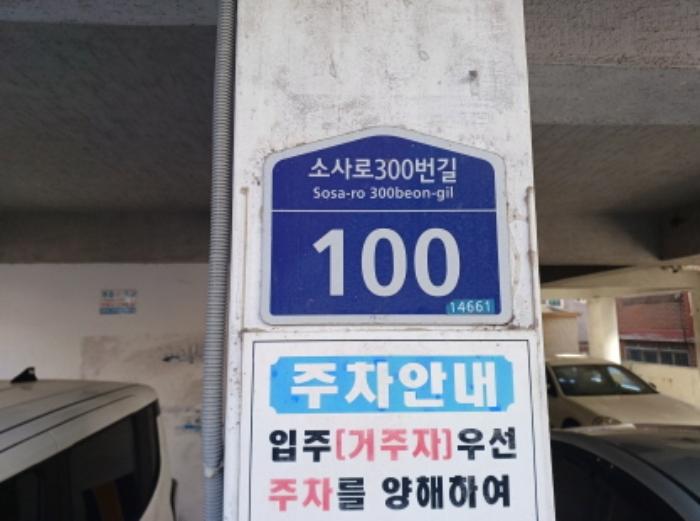 소사로300번길
Sosa-ro 300beon-gil
100
14661
주차안내
입주(거주자)우선
주차를 양해하여